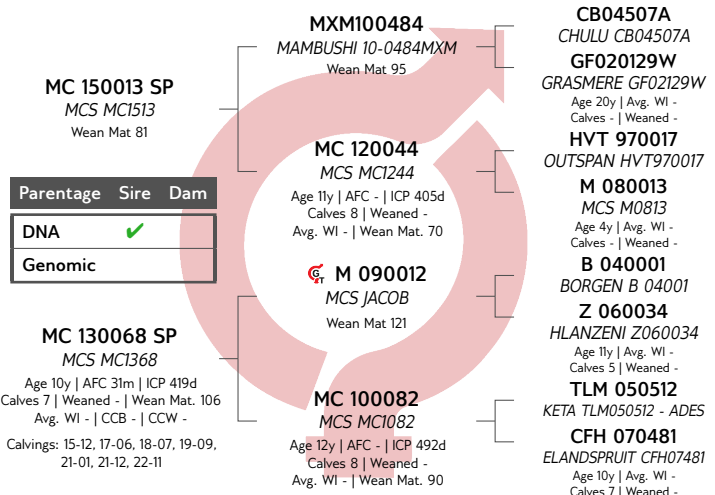 MC 150013 SP
MCS MC1513
Wean Mat 81
Parentage Sire Dam
DNA ✔
Genomic
MC 130068 SP
MCS MC1368
Age 10y | AFC 31m | ICP 419d
Calves 7 | Weaned - | Wean Mat. 106
Avg. WI - | CCB - | CCW -
Calvings: 15-12, 17-06, 18-07, 19-09,
21-01, 21-12, 22-11
MXM100484
MAMBUSHI 10-0484MXM
Wean Mat 95
MC 120044
MCS MC1244
Age 11y | AFC - | ICP 405d
Calves 8 | Weaned -
Avg. WI - | Wean Mat. 70
GT M 090012
MCS JACOB
Wean Mat 121
MC 100082
MCS MC1082
Age 12y | AFC - | ICP 492d
Calves 8 | Weaned -
Avg. WI - | Wean Mat. 90
CB04507A
CHULU CB04507A
GF020129W
GRASMERE GF02129W
Age 20y | Avg. WI -
Calves - | Weaned -
HVT 970017
OUTSPAN HVT970017
M 080013
MCS M0813
Age 4y | Avg. WI -
Calves - | Weaned -
B 040001
BORGEN B 04001
Z 060034
HLANZENI Z060034
Age 11y | Avg. WI -
Calves 5 | Weaned -
TLM 050512
KETA TLM050512 - ADES
CFH 070481
ELANDSPRUIT CFH07481
Age 10y | Avg. WI -
Calves 7 | Weaned -